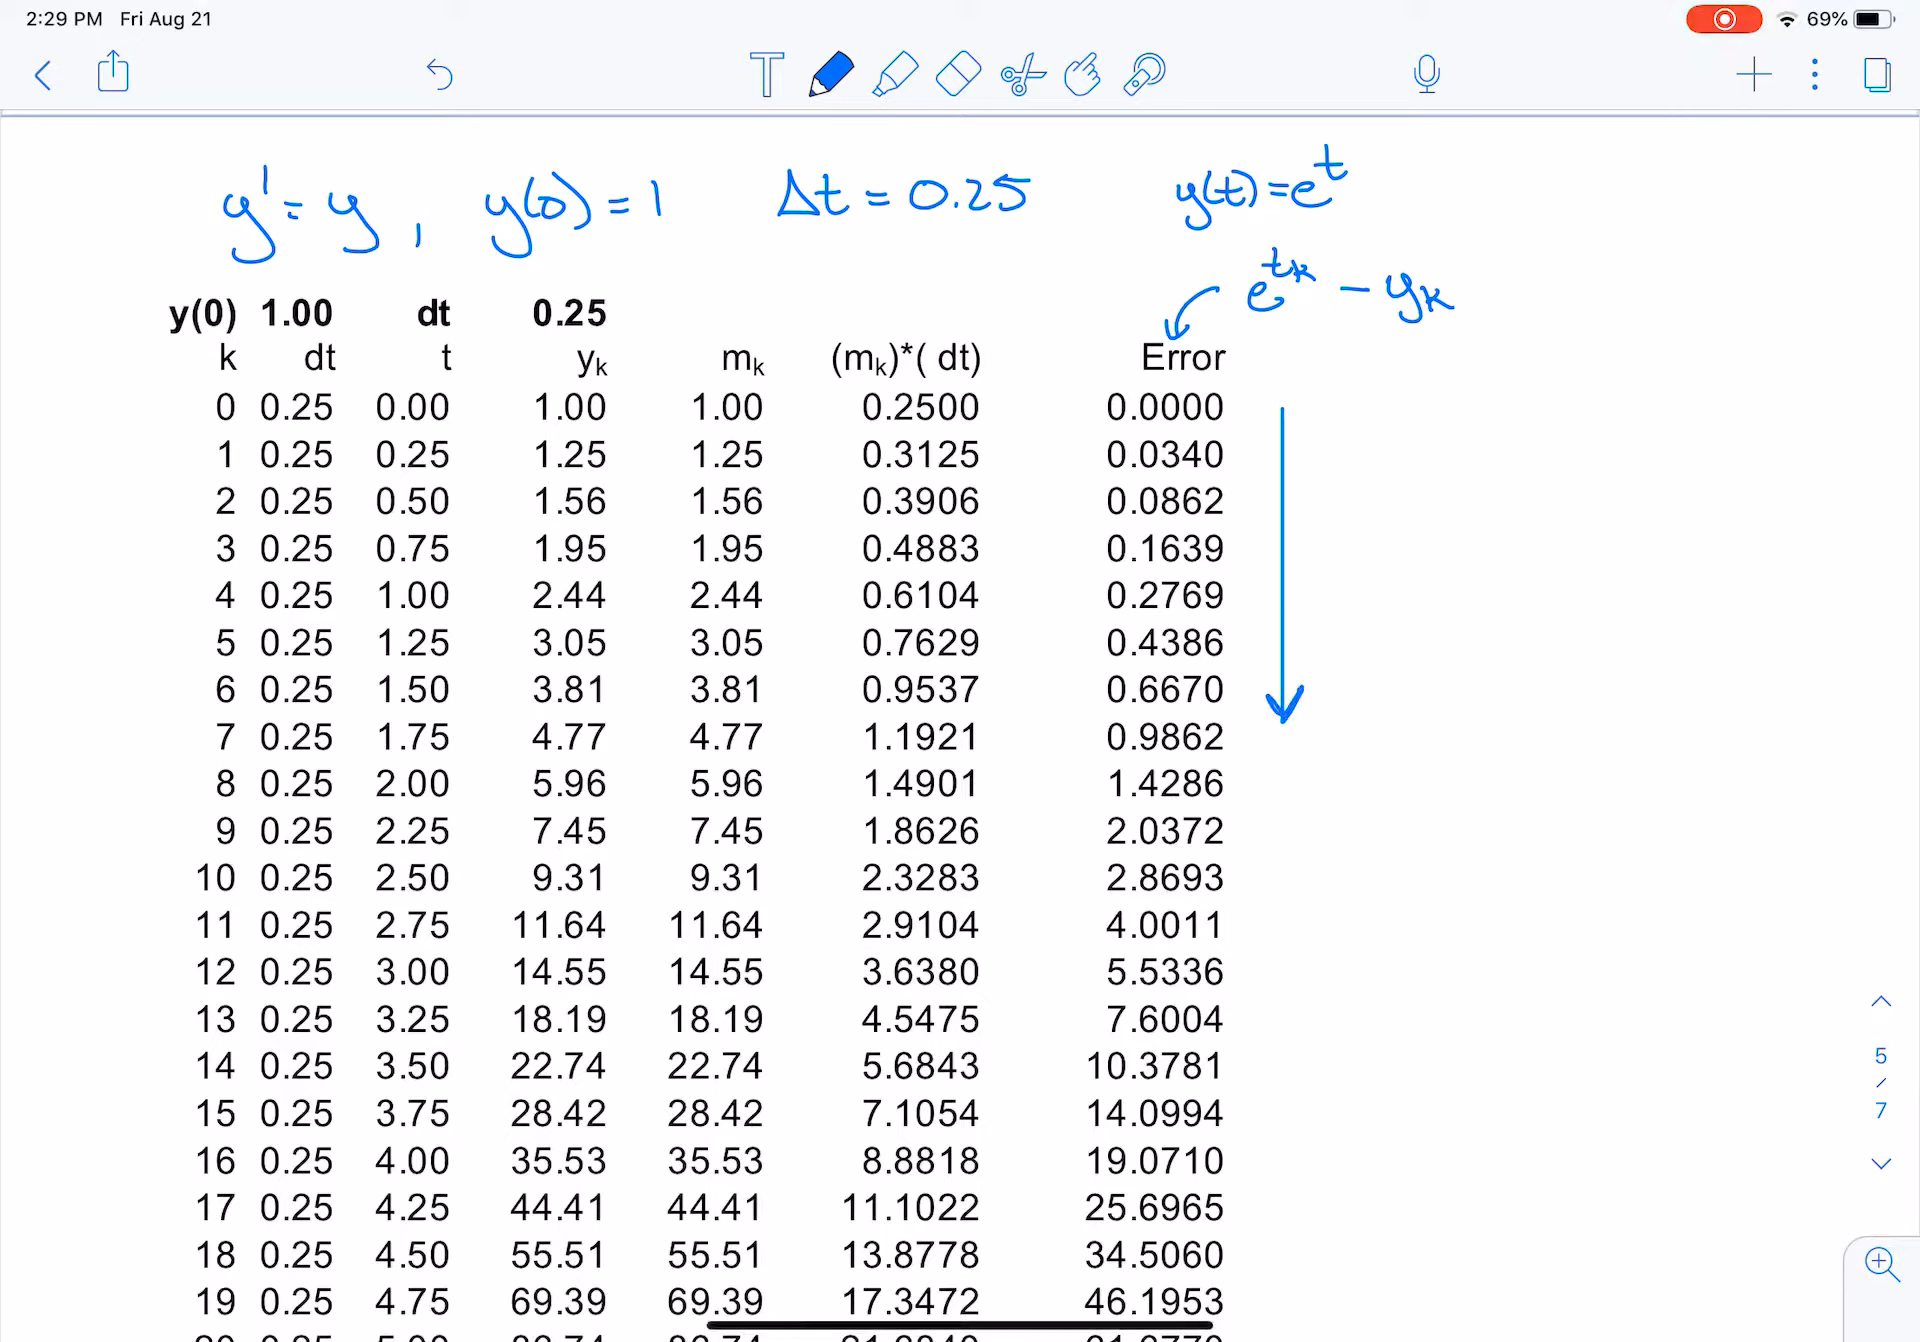 2:29 PM Fri Aug 21 69%
T
y' = y , y(0) = 1 Δt = 0.25 y(t) = e^t
e^{t_k} - y_k
y(0) 1.00 dt 0.25
k dt t y_k m_k (m_k)*( dt) Error
0 0.25 0.00 1.00 1.00 0.2500 0.0000
1 0.25 0.25 1.25 1.25 0.3125 0.0340
2 0.25 0.50 1.56 1.56 0.3906 0.0862
3 0.25 0.75 1.95 1.95 0.4883 0.1639
4 0.25 1.00 2.44 2.44 0.6104 0.2769
5 0.25 1.25 3.05 3.05 0.7629 0.4386
6 0.25 1.50 3.81 3.81 0.9537 0.6670
7 0.25 1.75 4.77 4.77 1.1921 0.9862
8 0.25 2.00 5.96 5.96 1.4901 1.4286
9 0.25 2.25 7.45 7.45 1.8626 2.0372
10 0.25 2.50 9.31 9.31 2.3283 2.8693
11 0.25 2.75 11.64 11.64 2.9104 4.0011
12 0.25 3.00 14.55 14.55 3.6380 5.5336
13 0.25 3.25 18.19 18.19 4.5475 7.6004
14 0.25 3.50 22.74 22.74 5.6843 10.3781
15 0.25 3.75 28.42 28.42 7.1054 14.0994
16 0.25 4.00 35.53 35.53 8.8818 19.0710
17 0.25 4.25 44.41 44.41 11.1022 25.6965
18 0.25 4.50 55.51 55.51 13.8778 34.5060
19 0.25 4.75 69.39 69.39 17.3472 46.1953
5
/
7